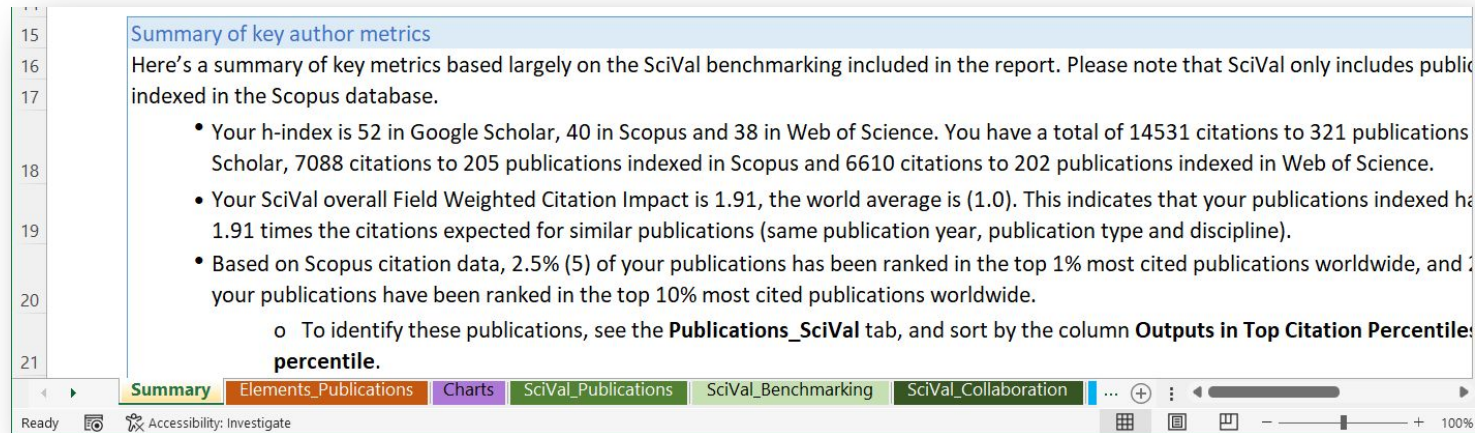 15 Summary of key author metrics
16 Here's a summary of key metrics based largely on the SciVal benchmarking included in the report. Please note that SciVal only includes
17 indexed in the Scopus database.
• Your h-index is 52 in Google Scholar, 40 in Scopus and 38 in Web of Science. You have a total of 14531 citations to 321 publications
18 Scholar, 7088 citations to 205 publications indexed in Scopus and 6610 citations to 202 publications indexed in Web of Science.
• Your SciVal overall Field Weighted Citation Impact is 1.91, the world average is (1.0). This indicates that your publications indexed
19 1.91 times the citations expected for similar publications (same publication year, publication type and discipline).
• Based on Scopus citation data, 2.5% (5) of your publications has been ranked in the top 1% most cited publications worldwide, and
20 your publications have been ranked in the top 10% most cited publications worldwide.
o To identify these publications, see the Publications_SciVal tab, and sort by the column Outputs in Top Citation Percentiles
21 percentile.
Summary Elements_Publications Charts SciVal_Publications SciVal_Benchmarking SciVal_Collaboration ...
Ready Accessibility: Investigate 100%